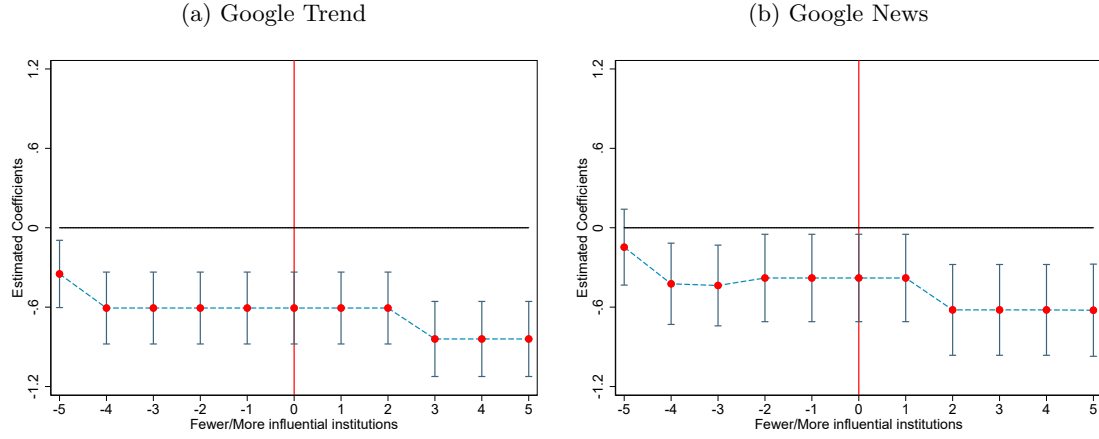 (a) Google Trend
(b) Google News
Estimated Coefficients
1.2
.6
0
-.6
-1.2
-5 -4 -3 -2 -1 0 1 2 3 4 5
Fewer/More influential institutions
Estimated Coefficients
1.2
.6
0
-.6
-1.2
-5 -4 -3 -2 -1 0 1 2 3 4 5
Fewer/More influential institutions